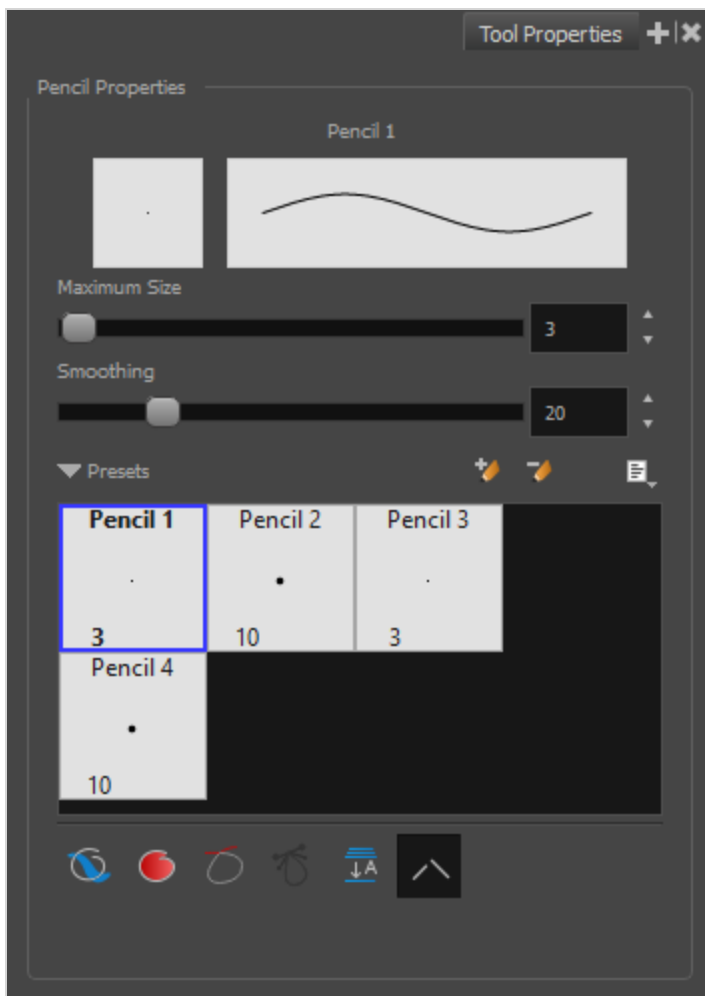 Tool Properties
Pencil Properties
Pencil 1
Maximum Size
3
Smoothing
20
Presets
Pencil 1 Pencil 2 Pencil 3
3 10 3
Pencil 4
10
A